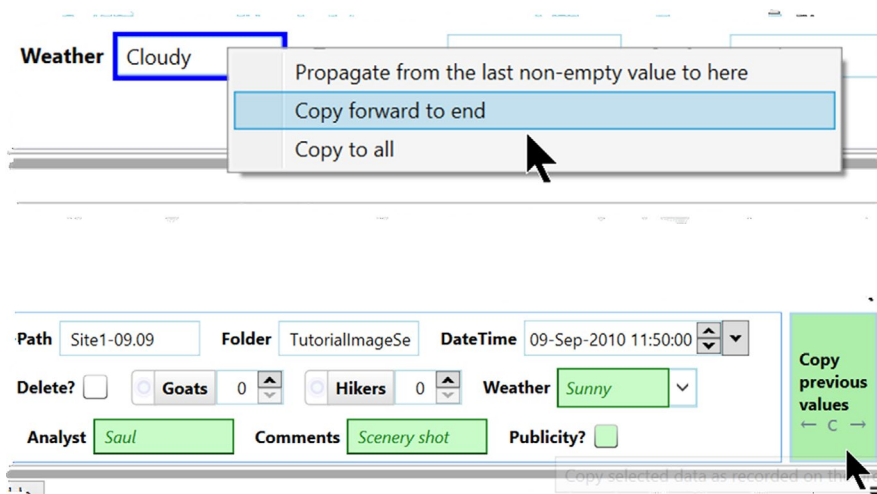 Weather Cloudy
Propagate from the last non-empty value to here
Copy forward to end
Copy to all
Path Site1-09.09 Folder TutorialImageSe DateTime 09-Sep-2010 11:50:00
Delete? Goats 0 Hikers 0 Weather Sunny
Analyst Saul Comments Scenery shot Publicity?
Copy
previous
values
← C →
Copy selected data as recorded on